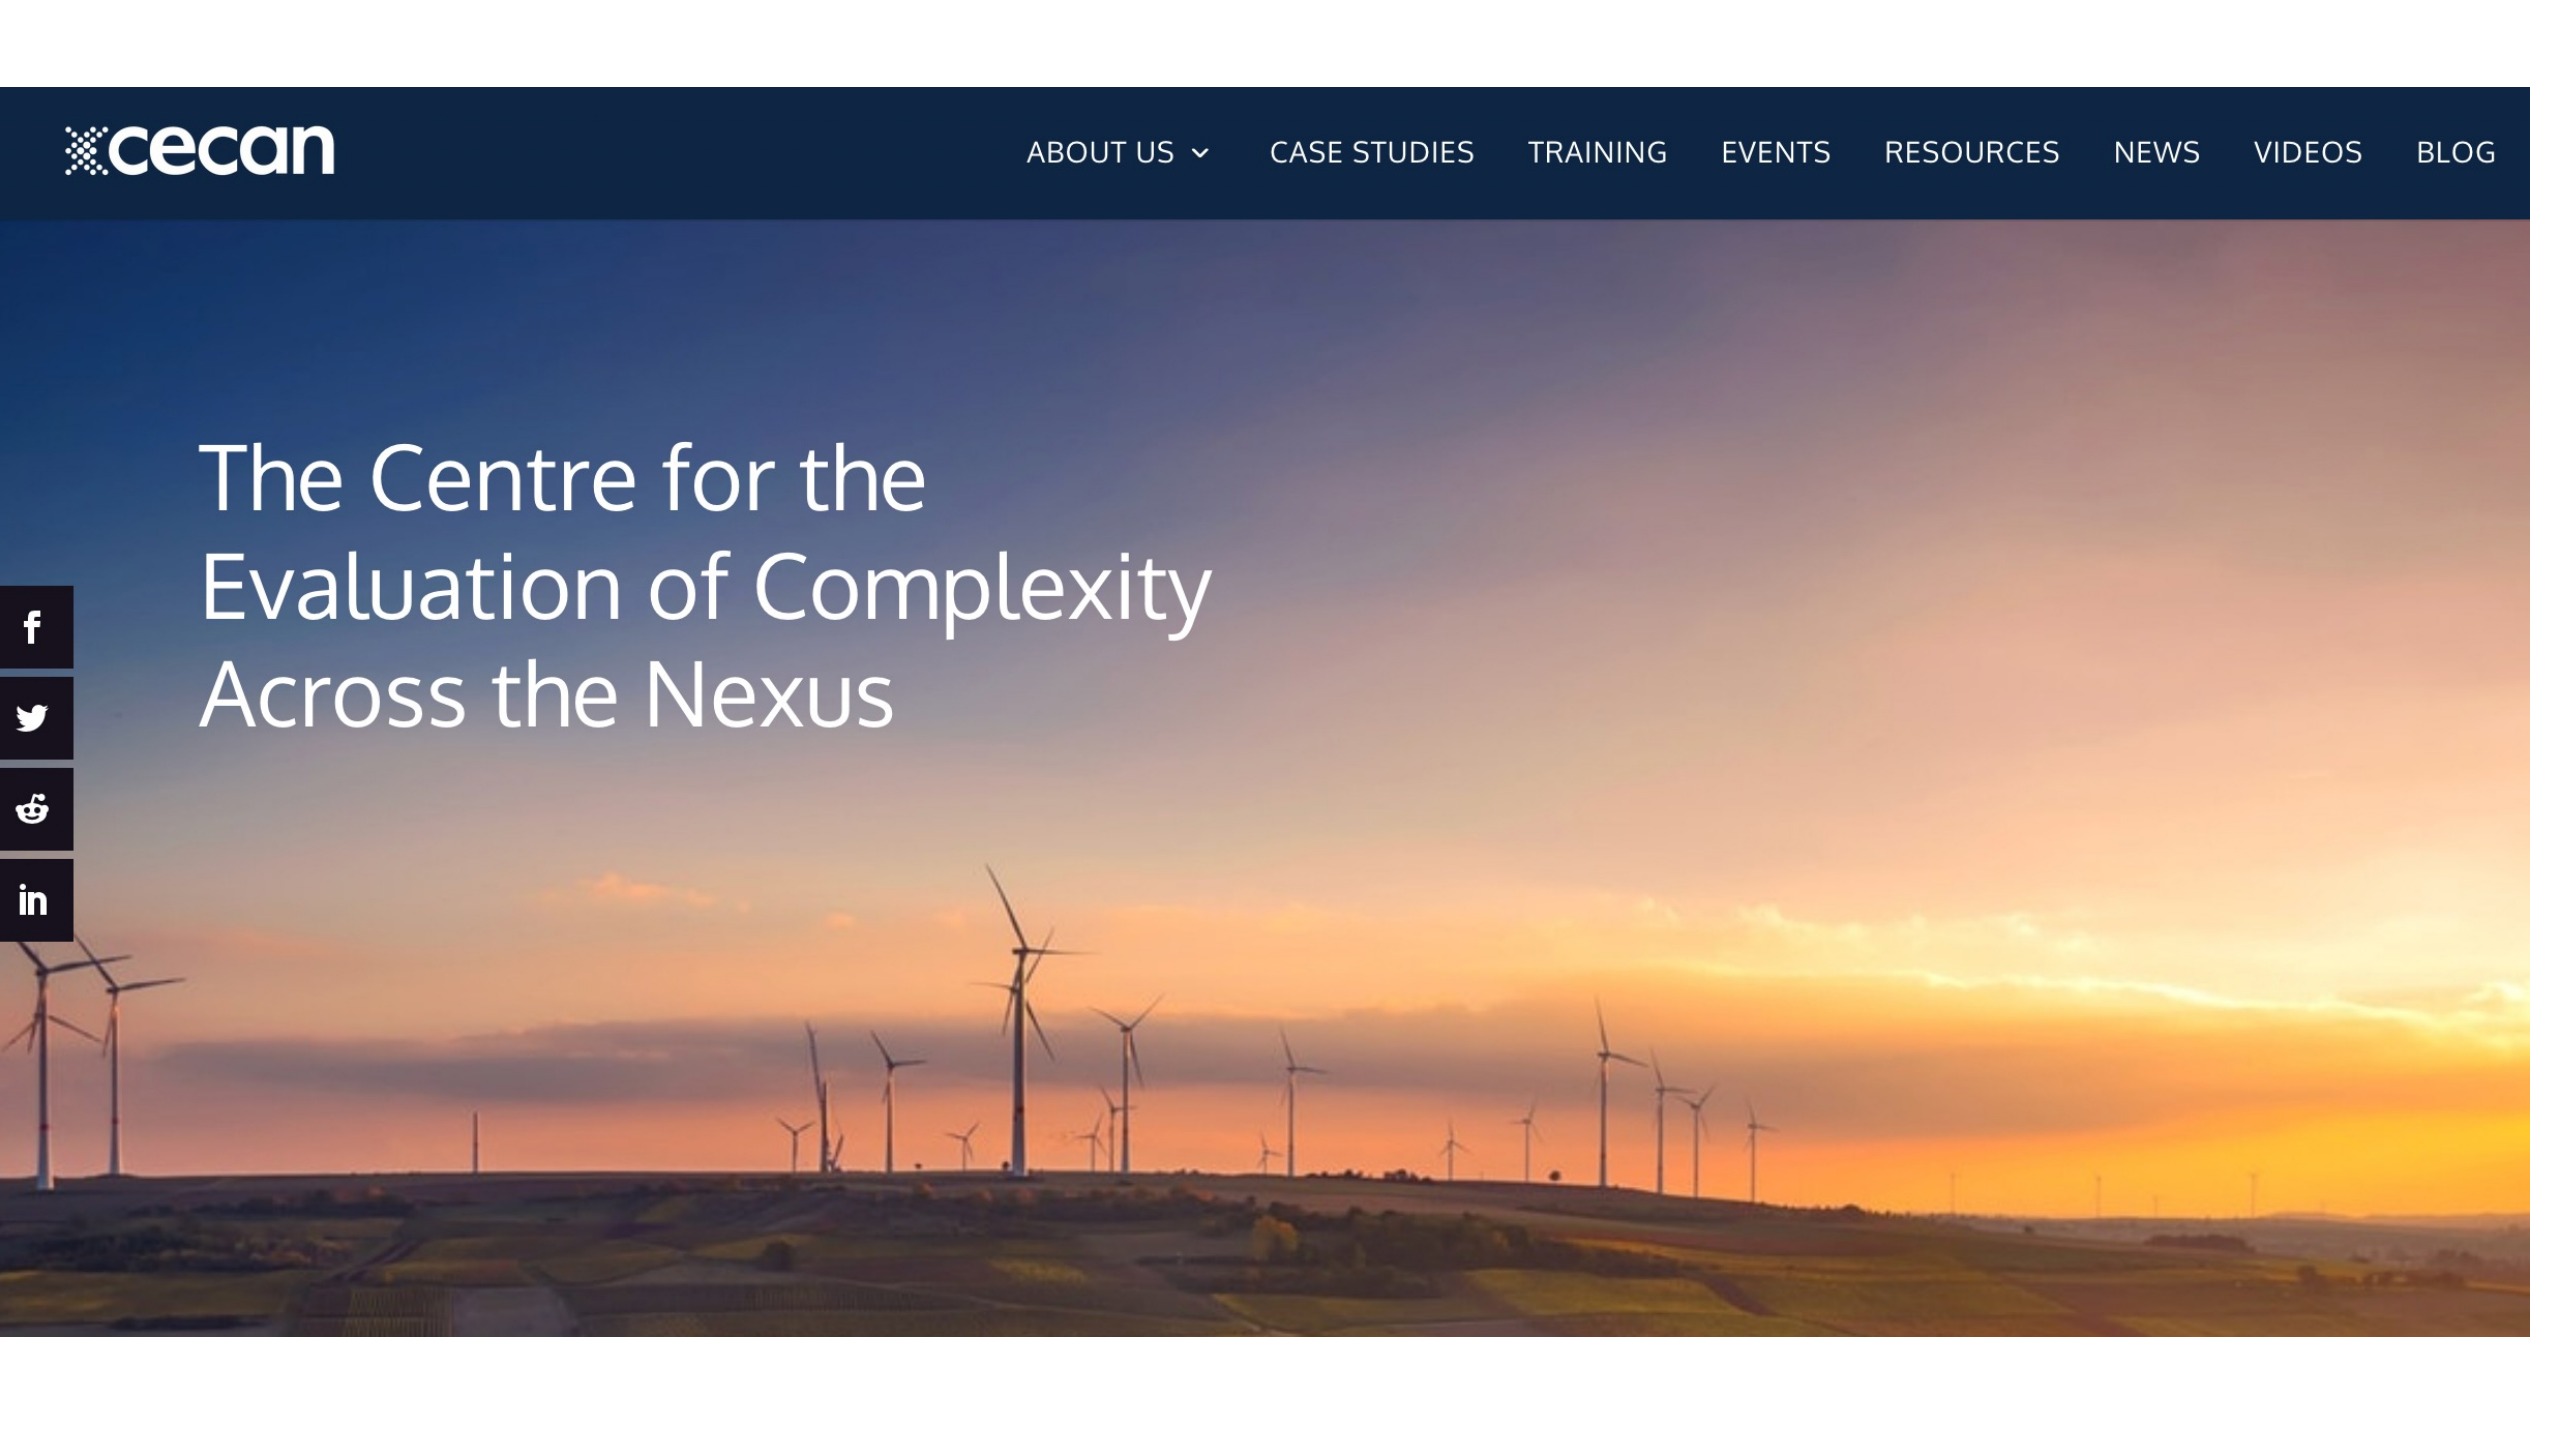 cecan
ABOUT US
CASE STUDIES
TRAINING
EVENTS
RESOURCES
NEWS
VIDEOS
BLOG
The Centre for the
Evaluation of Complexity
Across the Nexus
f
in